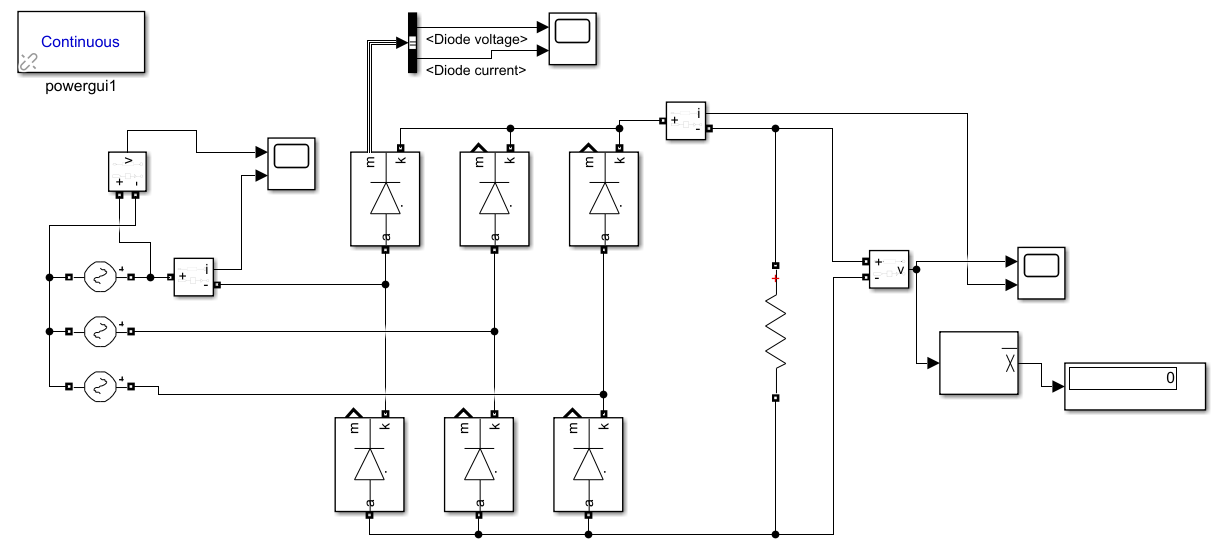 Continuous
powergui1
<Diode voltage>
<Diode current>
i
+
-
v
+
-
m
k
a
m
k
a
m
k
a
+
i
+
-
+
+
+
+
-
v
X
0
m
k
a
m
k
a
m
k
a